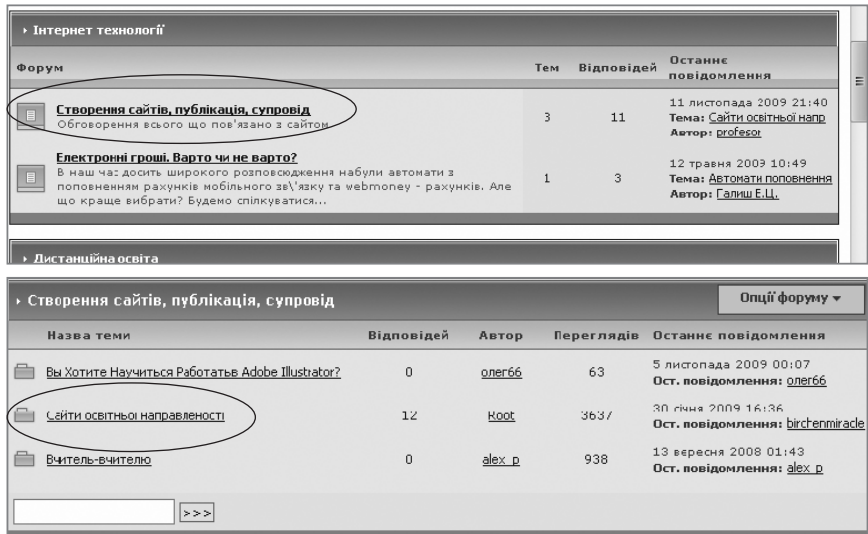 Інтернет технології
Форум Тем Відповідей Останнє повідомлення
Створення сайтів, публікація, супровід
Обговорення всього що пов'язано з сайтом
3 11
11 листопада 2009 21:40
Тема: Сайти освітньої напр
Автор: profesor
Електронні гроші. Варто чи не варто?
В наш час досить широкого розповсюдження набули автомати з
поповненням рахунків мобільного зв\'язку та webmoney - рахунків. Але
що краще вибрати? Будемо спілкуватися...
1 3
12 травня 2009 10:49
Тема: Автомати поповнення
Автор: Галиш Е.Ц.
Дистанційна освіта
Створення сайтів, публікація, супровід
Опції форуму
Назва теми Відповідей Автор Переглядів Останнє повідомлення
Вы Хотите Научиться Работатьв Adobe Illustrator? 0 олег66 63
5 листопада 2009 00:07
Ост. повідомлення: олег66
Сайти освітньої направленості 12 Root 3637
30 січня 2009 16:36
Ост. повідомлення: birchenmiracle
Вчитель-вчителю 0 alex_p 938
13 вересня 2008 01:43
Ост. повідомлення: alex_p
>>>